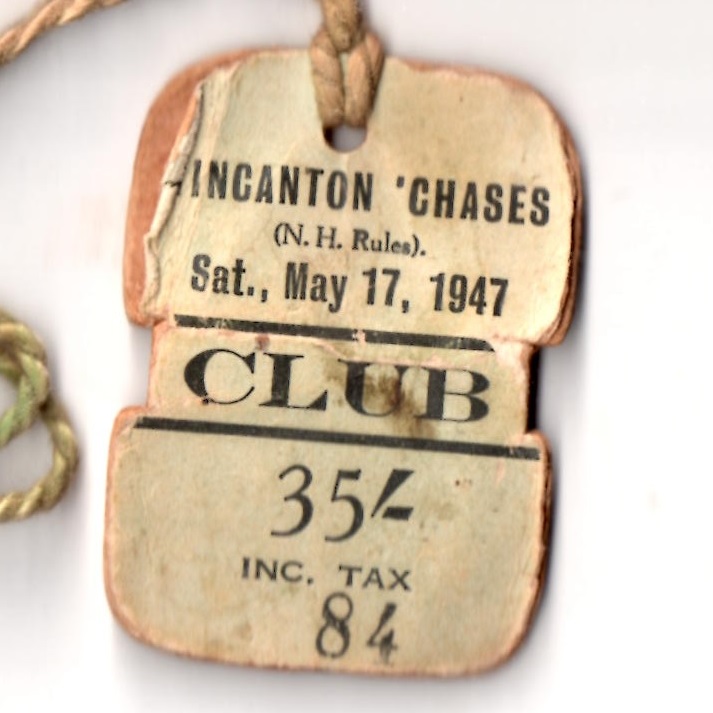 INCANTON 'CHASES
(N. H. Rules).
Sat., May 17, 1947
CLUB
35/-
INC. TAX
84